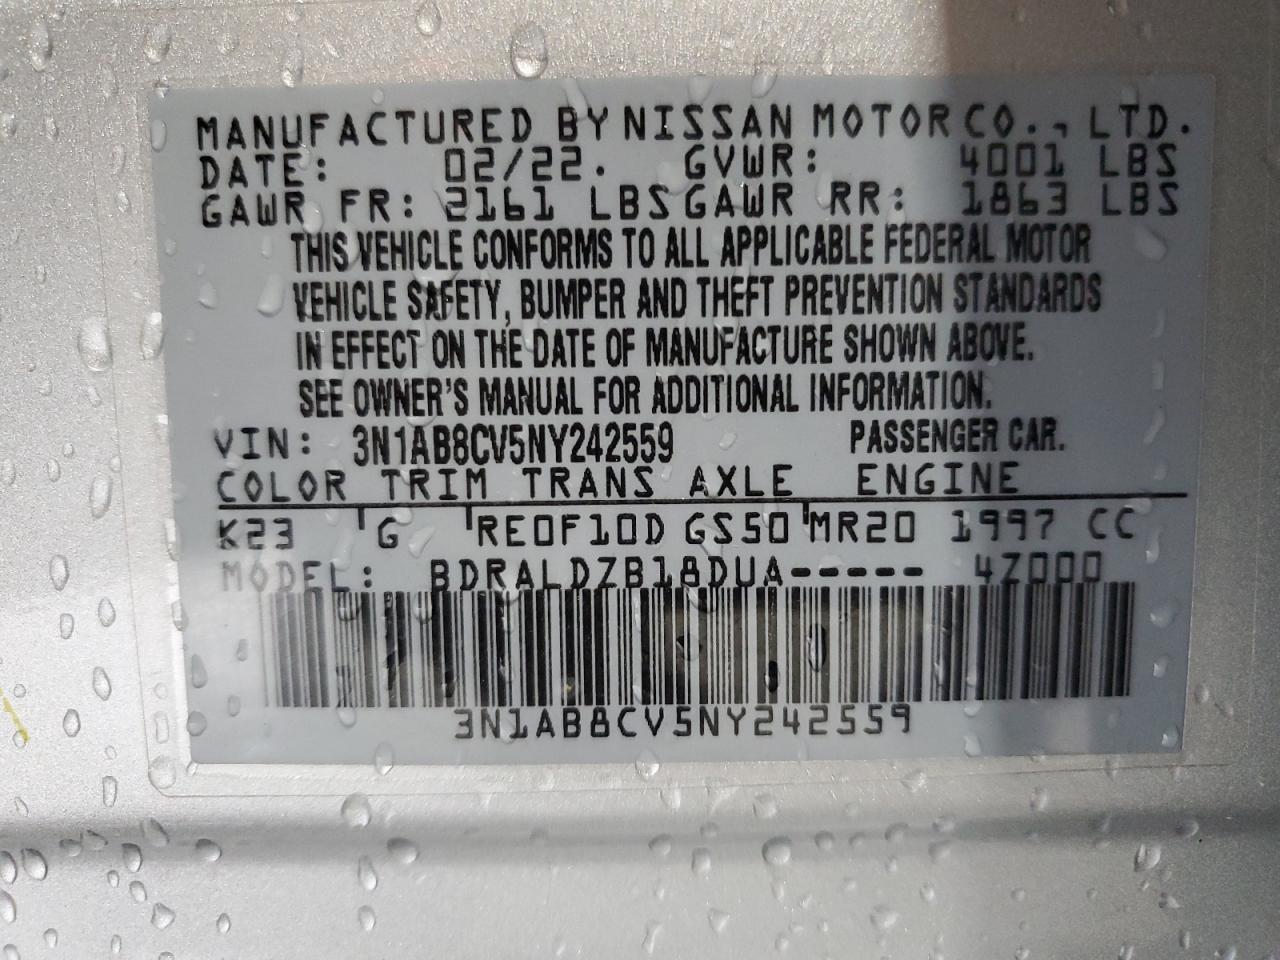 MANUFACTURED BY NISSAN MOTOR CO., LTD.
DATE: 02/22. GVWR: 4001 LBS
GAWR FR: 2161 LBS GAWR RR: 1863 LBS
THIS VEHICLE CONFORMS TO ALL APPLICABLE FEDERAL MOTOR
VEHICLE SAFETY, BUMPER AND THEFT PREVENTION STANDARDS
IN EFFECT ON THE DATE OF MANUFACTURE SHOWN ABOVE.
SEE OWNER'S MANUAL FOR ADDITIONAL INFORMATION.
VIN: 3N1AB8CV5NY242559 PASSENGER CAR.
COLOR TRIM TRANS AXLE ENGINE
K23 G RE0F10D GS50 MR20 1997 CC
MODEL: BDRALDZB18DUA----- 4Z000
3N1AB8CV5NY242559